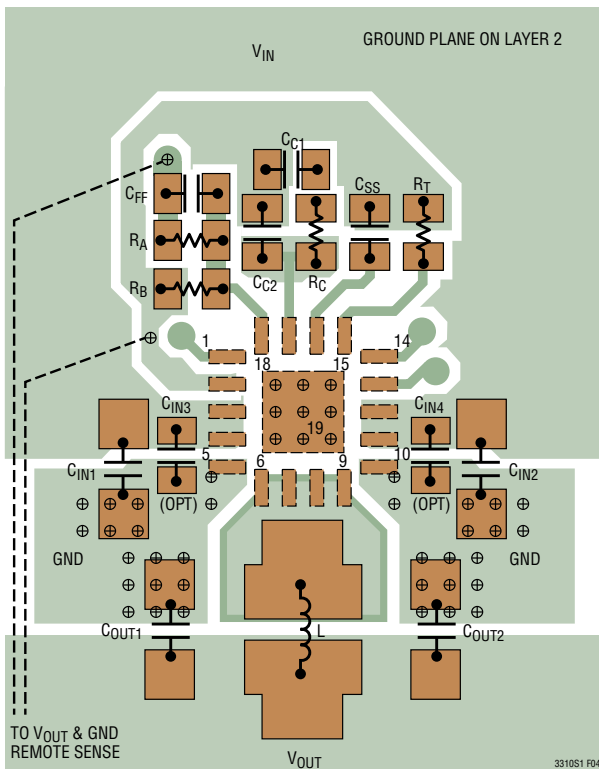 GROUND PLANE ON LAYER 2
VIN
CC1
CFF
CSS
RT
RA
RB
CC2
RC
1
14
18
15
CIN3
CIN4
19
5
6
9
10
CIN1
CIN2
(OPT)
(OPT)
GND
GND
COUT1
L
COUT2
TO VOUT & GND
REMOTE SENSE
VOUT
3310S1 F04